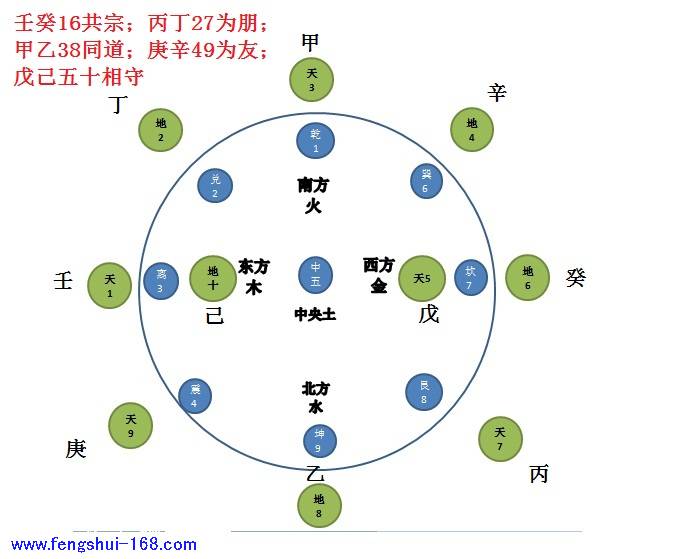 壬癸16共宗；丙丁27为朋；
甲乙38同道；庚辛49为友；
戊己五十相守
甲
天
3
丁
地
2
辛
地
4
乾
1
兑
2
巽
6
南方
火
壬
天
1
离
3
地
十
己
东方
木
中
五
中央土
西方
金
天5
戊
坎
7
地
6
癸
震
4
北方
水
艮
8
天
9
庚
坤
9
乙
地
8
天
7
丙
www.fengshui-168.com